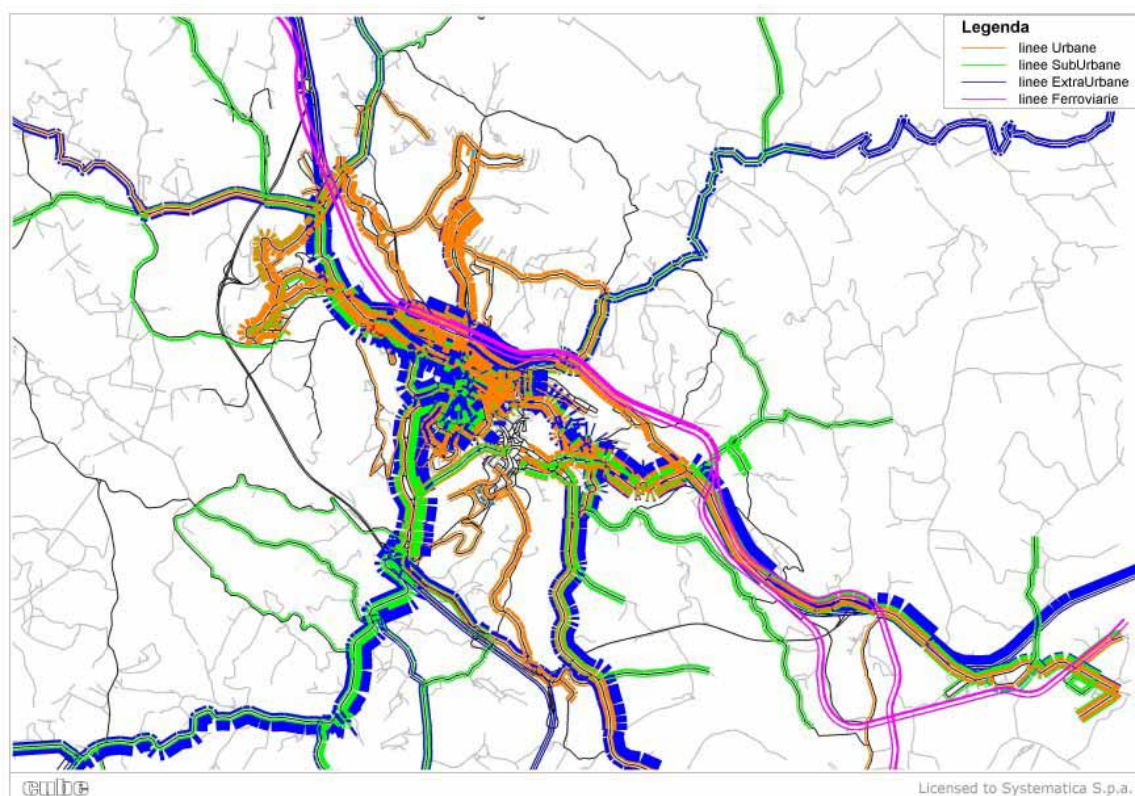 Legenda
linee Urbane
linee SubUrbane
linee ExtraUrbane
linee Ferroviarie
cube
Licensed to Systematica S.p.a.